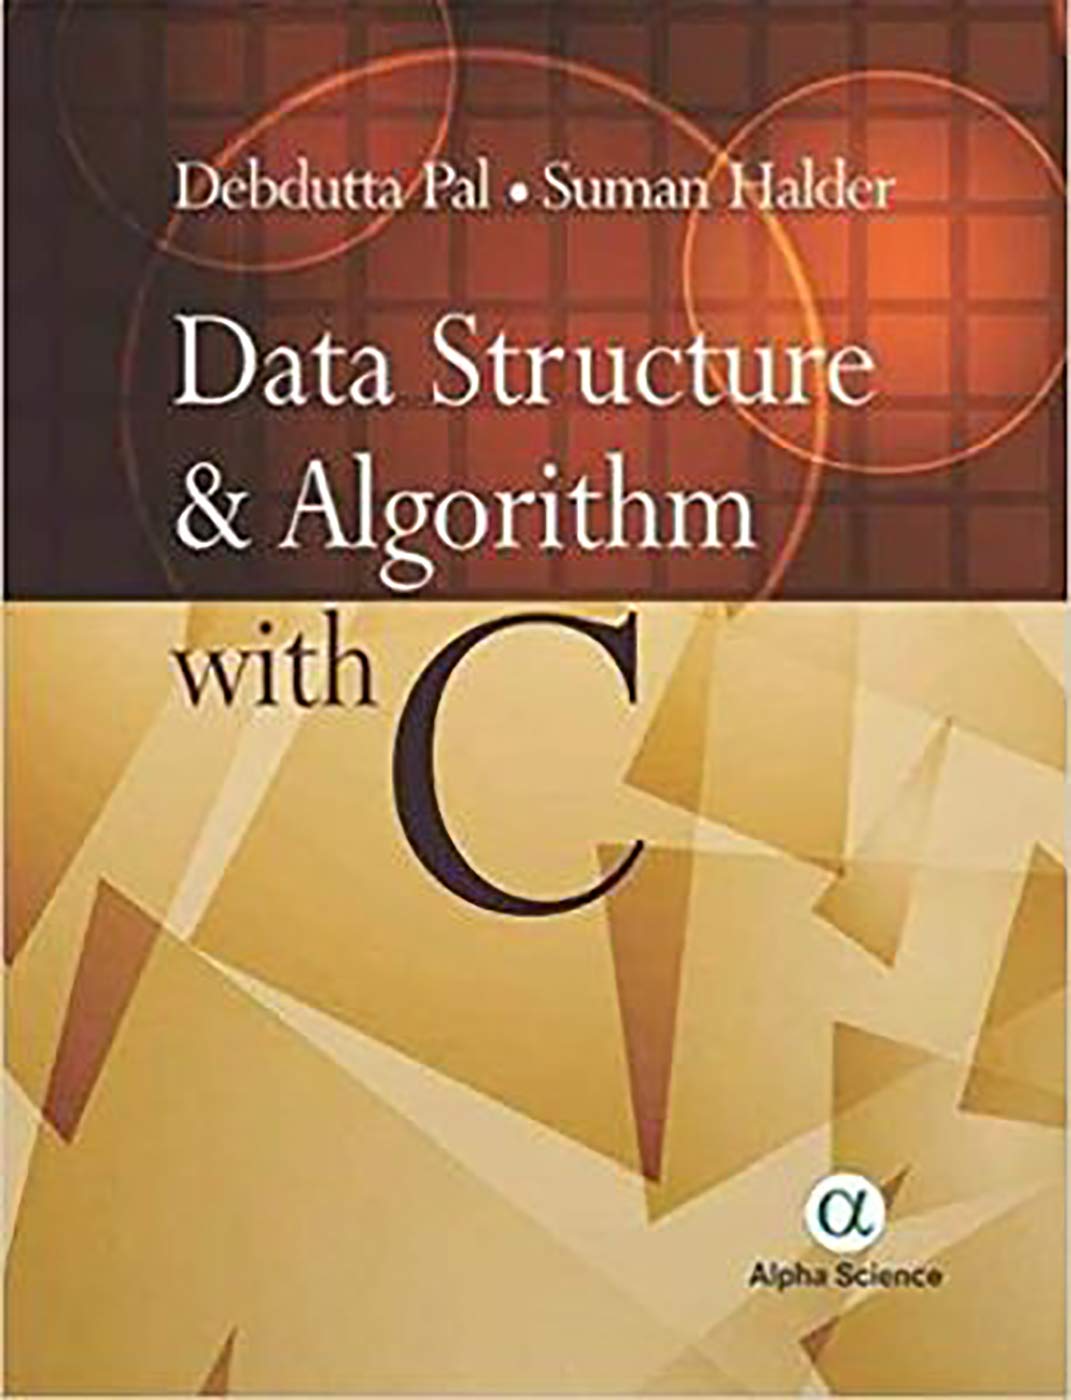 Debdutta Pal • Suman Halder
Data Structure
& Algorithm
with C
α
Alpha Science